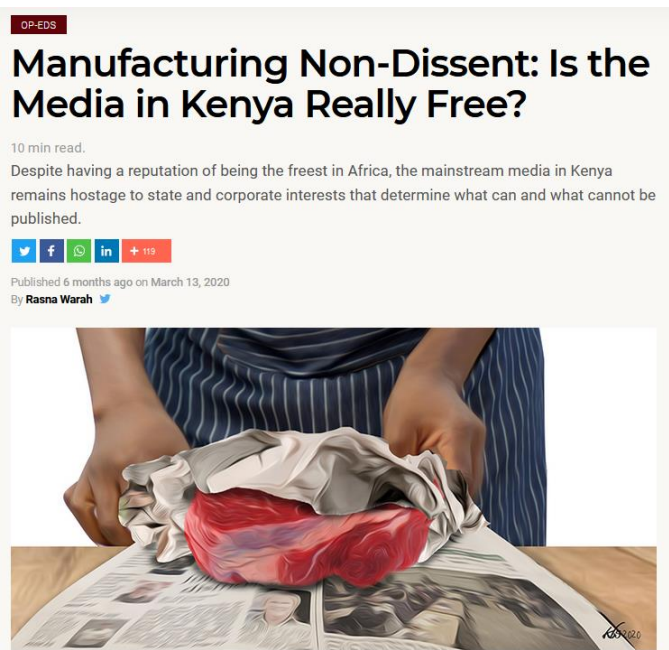 OP-EDS
Manufacturing Non-Dissent: Is the
Media in Kenya Really Free?
10 min read.
Despite having a reputation of being the freest in Africa, the mainstream media in Kenya
remains hostage to state and corporate interests that determine what can and what cannot be
published.
+ 119
Published 6 months ago on March 13, 2020
By Rasna Warah
2020